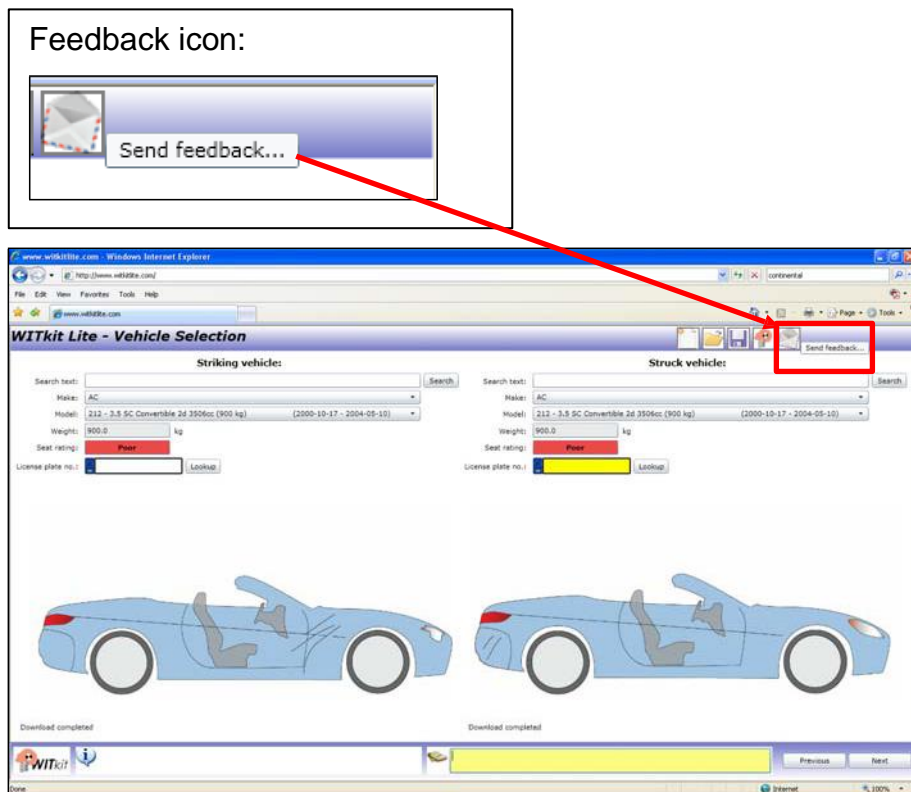 Feedback icon:
Send feedback...
www.witkitlite.com - Windows Internet Explorer
http://www.witkitlite.com/
continental
File Edit View Favorites Tools Help
www.witkitlite.com
Page Tools
WITkit Lite - Vehicle Selection
Send feedback...
Striking vehicle: Struck vehicle:
Search text: Search Search text: Search
Make: AC Make: AC
Model: 212 - 3.5 SC Convertible 2d 3506cc (900 kg) (2000-10-17 - 2004-05-10) Model: 212 - 3.5 SC Convertible 2d 3506cc (900 kg) (2000-10-17 - 2004-05-10)
Weight: 900.0 kg Weight: 900.0 kg
Seat rating: Poor Seat rating: Poor
License plate no.: Lookup License plate no.: Lookup
Download completed Download completed
WITkit Previous Next
Done Internet 100%